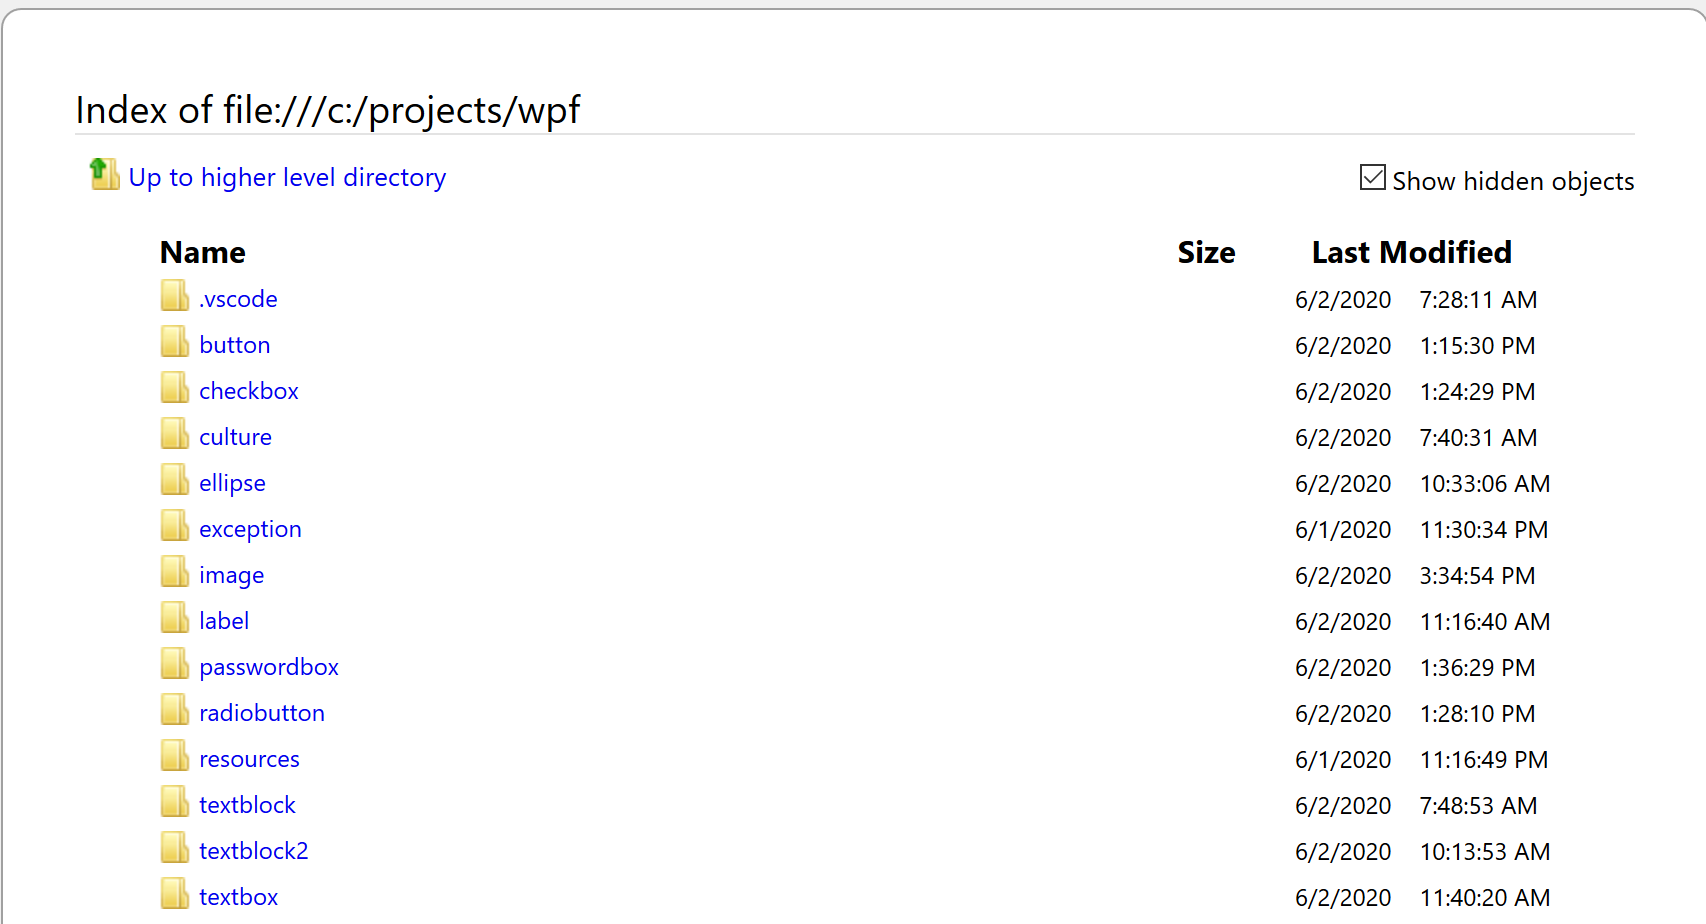 Index of file:///c:/projects/wpf
Up to higher level directory Show hidden objects
Name Size Last Modified
.vscode 6/2/2020 7:28:11 AM
button 6/2/2020 1:15:30 PM
checkbox 6/2/2020 1:24:29 PM
culture 6/2/2020 7:40:31 AM
ellipse 6/2/2020 10:33:06 AM
exception 6/1/2020 11:30:34 PM
image 6/2/2020 3:34:54 PM
label 6/2/2020 11:16:40 AM
passwordbox 6/2/2020 1:36:29 PM
radiobutton 6/2/2020 1:28:10 PM
resources 6/1/2020 11:16:49 PM
textblock 6/2/2020 7:48:53 AM
textblock2 6/2/2020 10:13:53 AM
textbox 6/2/2020 11:40:20 AM